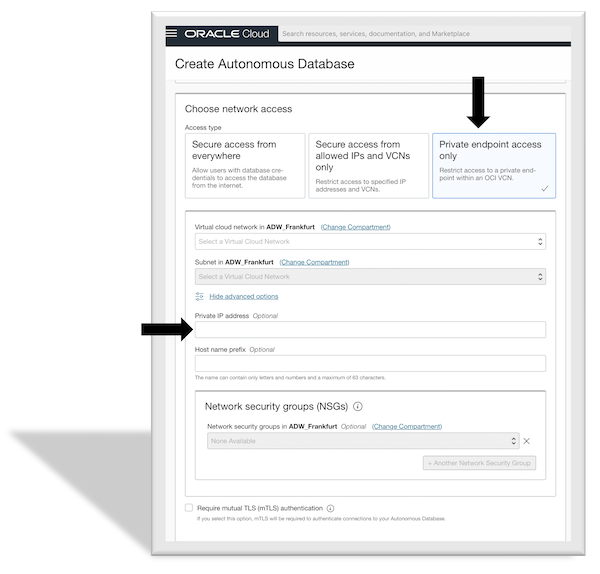 ORACLE Cloud
Search resources, services, documentation, and Marketplace
Create Autonomous Database
Choose network access
Access type
Secure access from
everywhere
Allow users with database cre-
dentials to access the database
from the internet.
Secure access from
allowed IPs and VCNs
only
Restrict access to specified IP
addresses and VCNs.
Private endpoint access
only
Restrict access to a private end-
point within an OCI VCN.
Virtual cloud network in ADW_Frankfurt (Change Compartment)
Select a Virtual Cloud Network
Subnet in ADW_Frankfurt (Change Compartment)
Select a Virtual Cloud Network
Hide advanced options
Private IP address Optional
Host name prefix Optional
The name can contain only letters and numbers and a maximum of 63 characters.
Network security groups (NSGs)
Network security groups in ADW_Frankfurt Optional (Change Compartment)
None Available
+ Another Network Security Group
Require mutual TLS (mTLS) authentication
If you select this option, mTLS will be required to authenticate connections to your Autonomous Database.